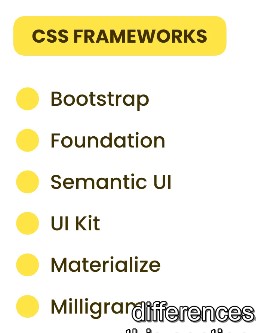 CSS FRAMEWORKS
Bootstrap
Foundation
Semantic UI
UI Kit
Materialize
Milligram
differences